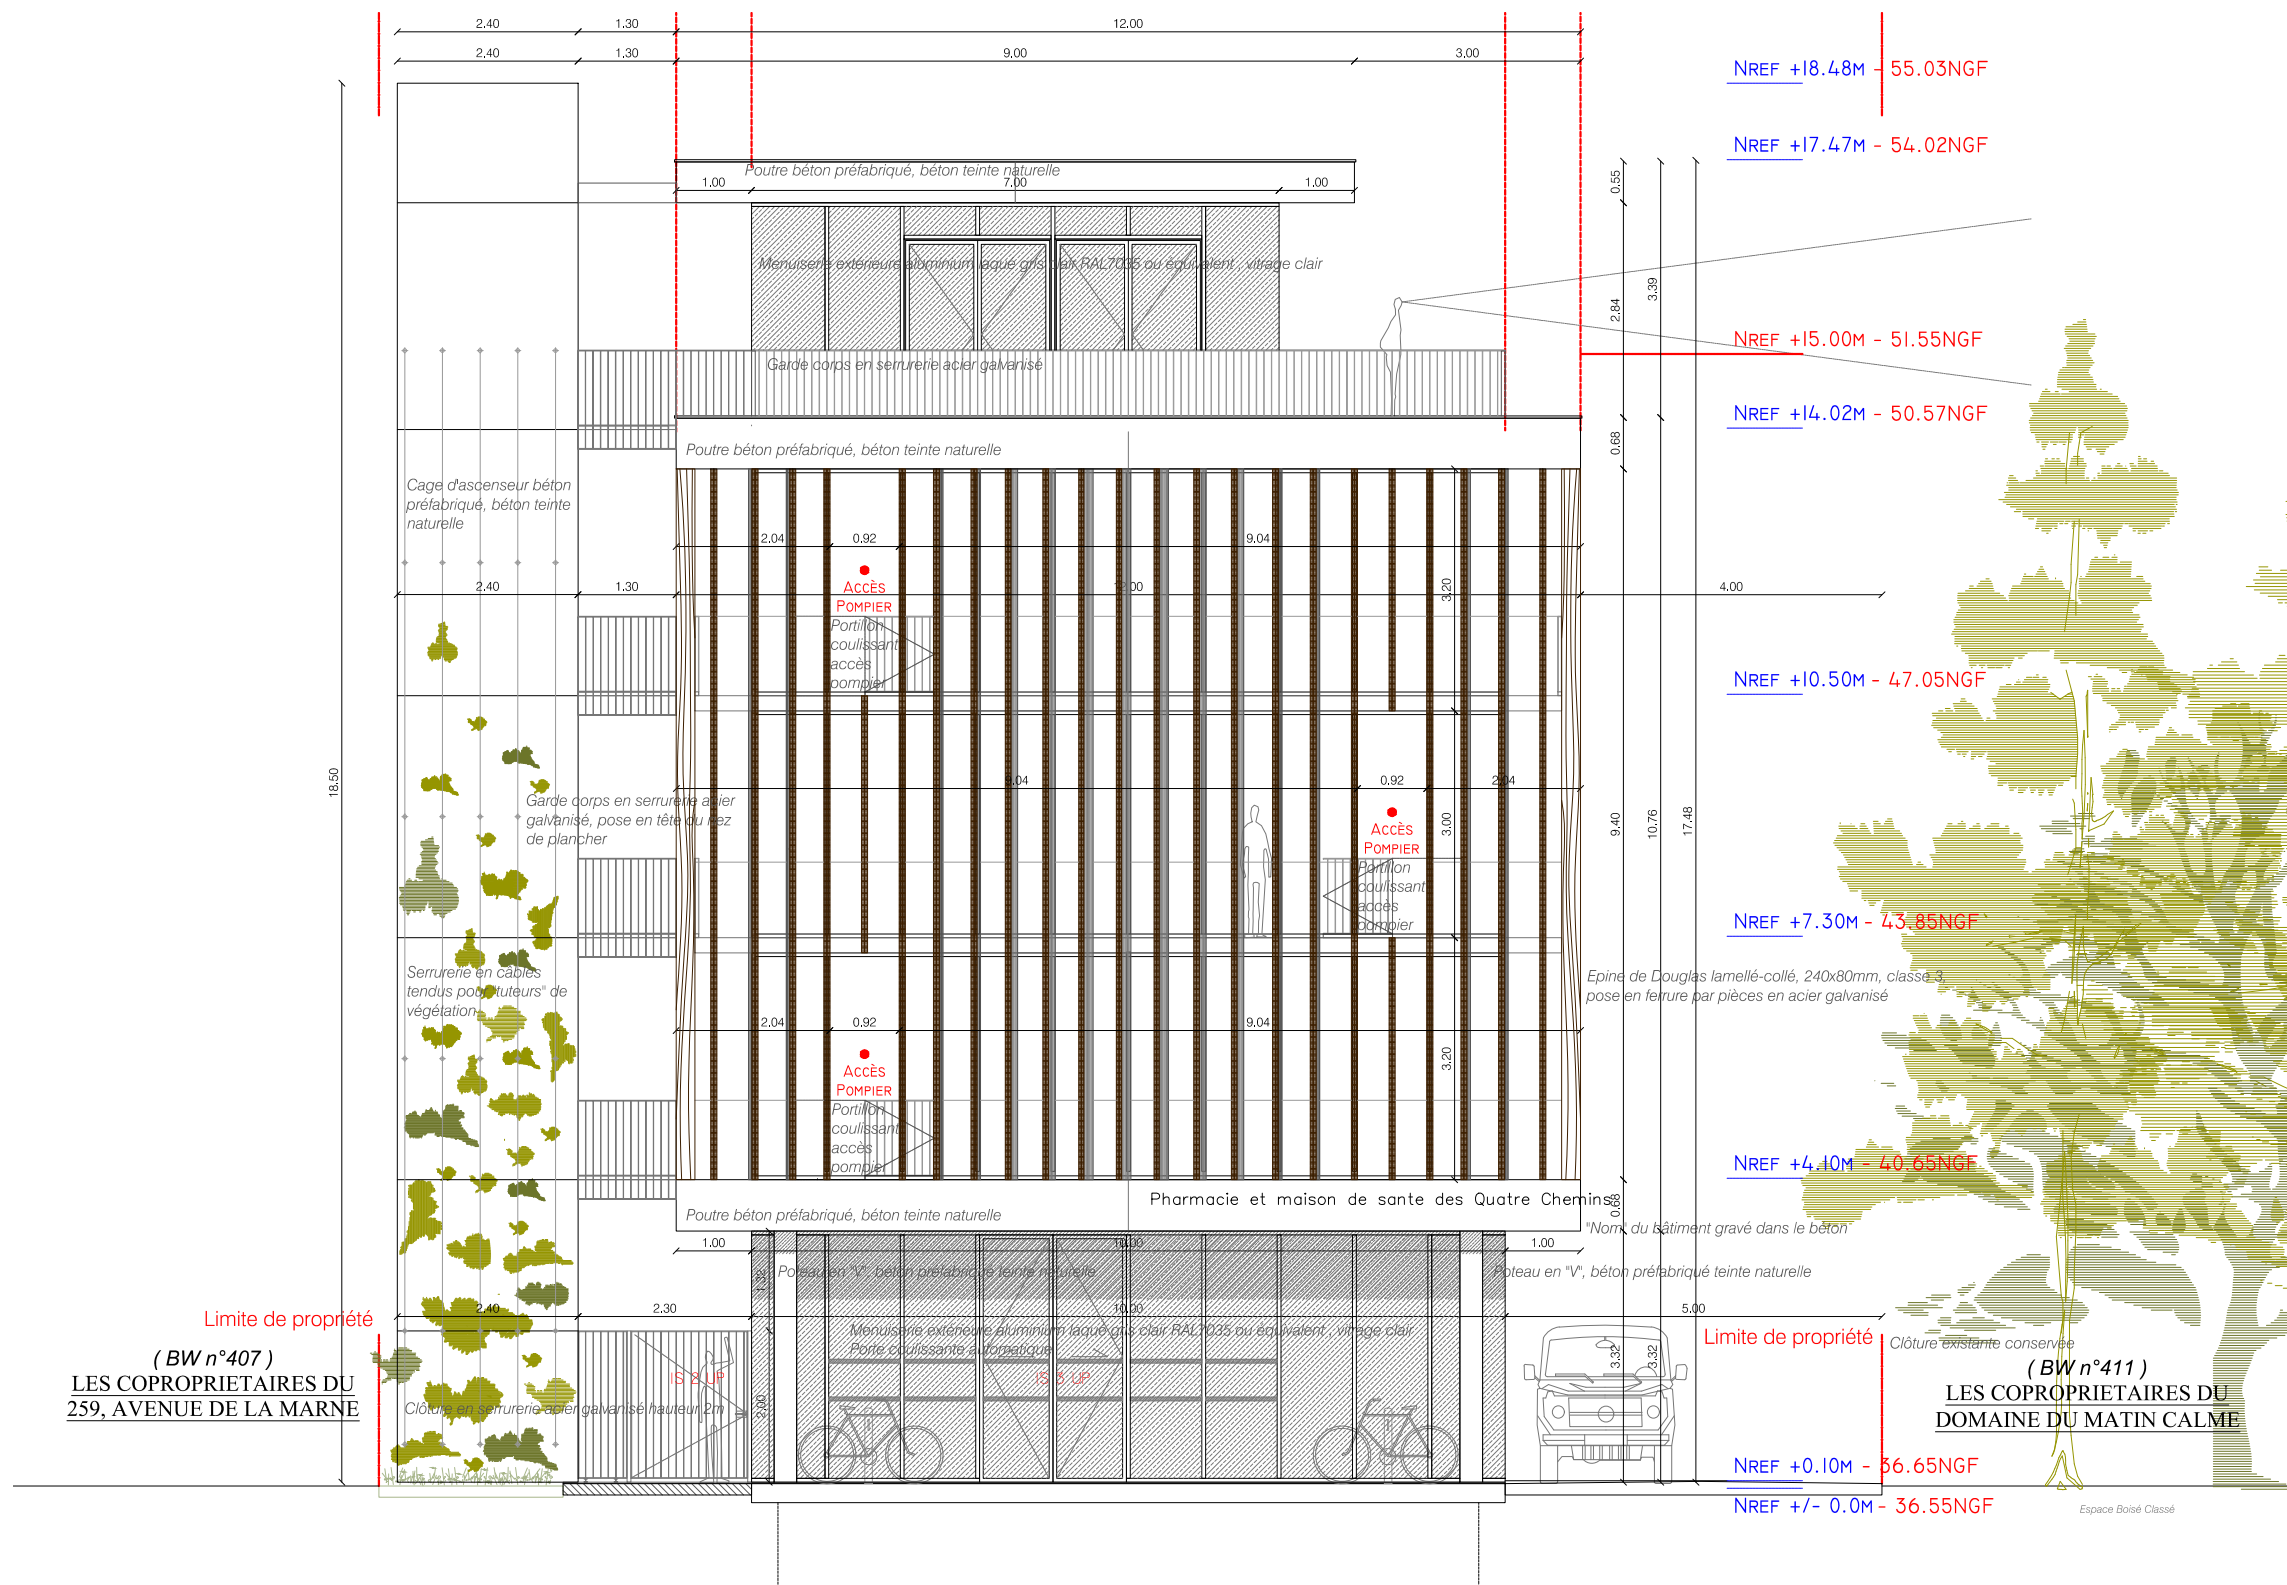 2.40 1.30 12.00
2.40 1.30 9.00 3.00
NREF +18.48M - 55.03NGF
NREF +17.47M - 54.02NGF
Poutre béton préfabriqué, béton teinte naturelle
1.00 7.00 1.00
0.55
Menuiserie extérieure aluminium laqué gris clair RAL7035 ou équivalent , vitrage clair
2.84
3.39
NREF +15.00M - 51.55NGF
Garde corps en serrurerie acier galvanisé
NREF +14.02M - 50.57NGF
0.68
Poutre béton préfabriqué, béton teinte naturelle
Cage d'ascenseur béton
préfabriqué, béton teinte
naturelle
2.04 0.92 9.04
ACCÈS
POMPIER
2.40 1.30 12.00 3.20 4.00
Portillon
coulissant
accès
pompier
NREF +10.50M - 47.05NGF
18.50
9.04 0.92 2.04
Garde corps en serrurerie acier
galvanisé, pose en tête du nez
de plancher
ACCÈS
POMPIER
3.00
9.40
10.76
17.48
Portillon
coulissant
accès
pompier
NREF +7.30M - 43.85NGF
Serrurerie en câbles
tendus pour "tuteurs" de
végétation
Epine de Douglas lamellé-collé, 240x80mm, classe 3,
pose en ferrure par pièces en acier galvanisé
2.04 0.92 9.04
ACCÈS
POMPIER
3.20
Portillon
coulissant
accès
pompier
NREF +4.10M - 40.65NGF
Pharmacie et maison de sante des Quatre Chemins
0.68
Poutre béton préfabriqué, béton teinte naturelle
"Nom" du bâtiment gravé dans le béton
1.00 10.00 1.00
1.32
Poteau en "V", béton préfabriqué teinte naturelle
Poteau en "V", béton préfabriqué teinte naturelle
2.40 2.30 10.00 5.00
Limite de propriété
Menuiserie extérieure aluminium laqué gris clair RAL7035 ou équivalent , vitrage clair
Porte coulissante automatique
Limite de propriété
Clôture existante conservée
3.32
3.32
( BW n°407 )
LES COPROPRIETAIRES DU
259, AVENUE DE LA MARNE
IS 2 UP
IS 3 UP
( BW n°411 )
LES COPROPRIETAIRES DU
DOMAINE DU MATIN CALME
Clôture en serrurerie acier galvanisé hauteur 2m
2.00
NREF +0.10M - 36.65NGF
NREF +/- 0.0M - 36.55NGF
Espace Boisé Classé